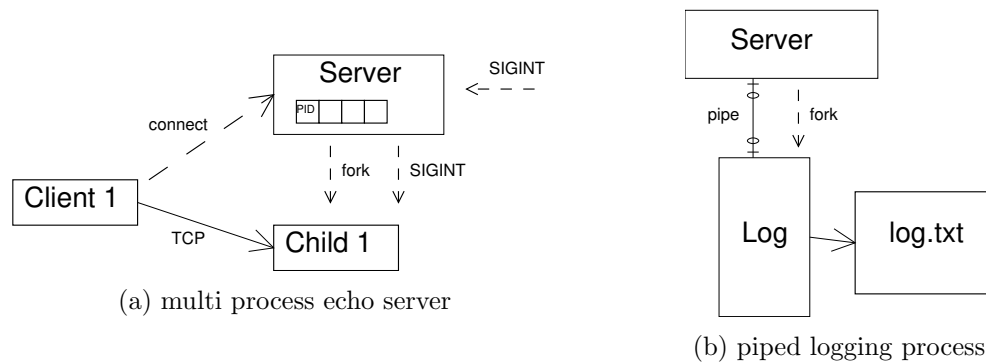 Server
PID
SIGINT
connect
fork
SIGINT
Client 1
TCP
Child 1
(a) multi process echo server
Server
pipe
fork
Log
log.txt
(b) piped logging process